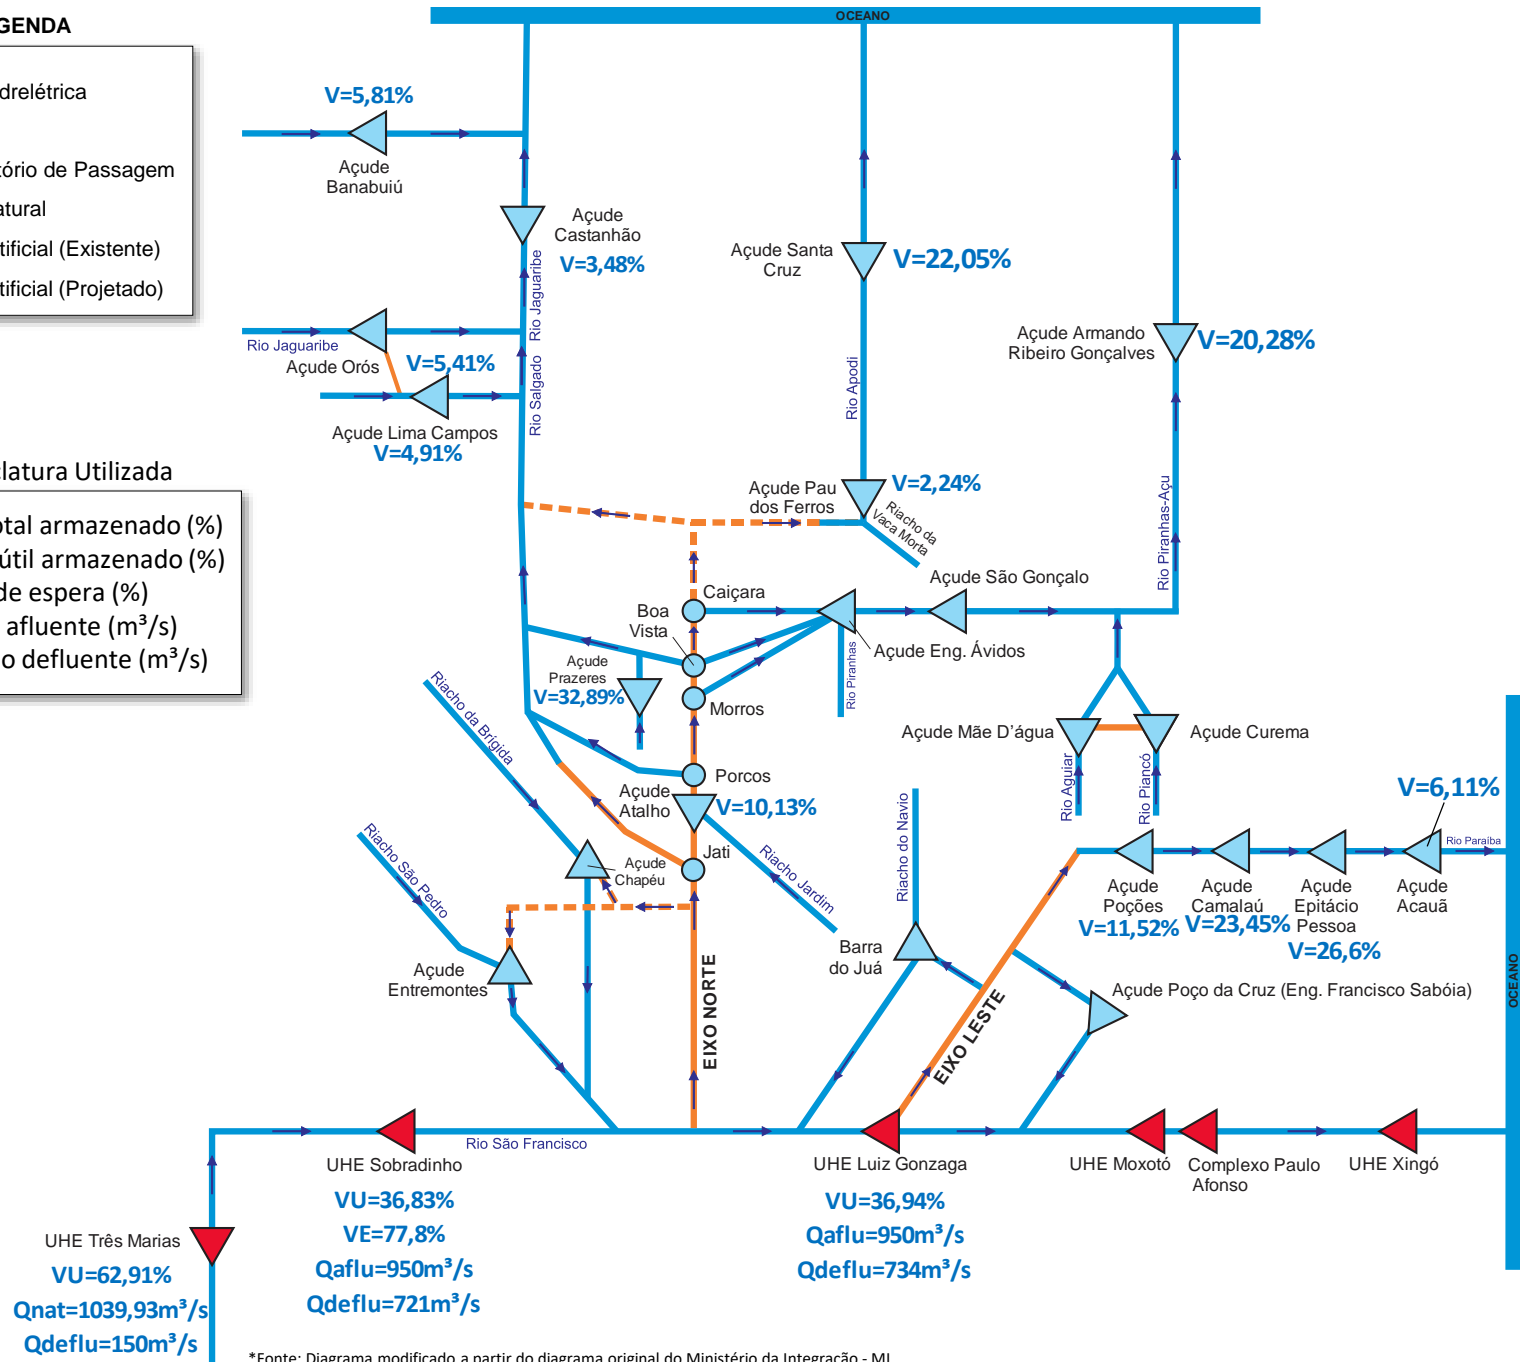 OCEANO
GENDA
drelétrica
tório de Passagem
atural
tificial (Existente)
tificial (Projetado)
V=5,81%
Açude
Banabuiú
Açude
Castanhão
V=3,48%
Rio Jaguaribe
Açude Santa
Cruz
V=22,05%
Açude Armando
Ribeiro Gonçalves
V=20,28%
Rio Jaguaribe
Açude Orós
V=5,41%
Rio Salgado
Rio Apodi
Açude Lima Campos
V=4,91%
clatura Utilizada
otal armazenado (%)
útil armazenado (%)
de espera (%)
afluente (m³/s)
o defluente (m³/s)
Açude Pau
dos Ferros
V=2,24%
Riacho da
Vaca Morta
Rio Piranhas-Açu
Açude São Gonçalo
Caiçara
Boa
Vista
Açude Eng. Ávidos
Rio Piranhas
Açude
Prazeres
V=32,89%
Morros
Riacho da Brígida
Açude Mãe D'água
Açude Curema
Rio Aguiar
Rio Piancó
Porcos
Açude
Atalho
V=10,13%
V=6,11%
Rio Paraíba
Riacho do Navio
Riacho São Pedro
Açude
Chapéu
Jati
Riacho Jardim
Açude
Poções
V=11,52%
Açude
Camalaú
V=23,45%
Açude
Epitácio
Pessoa
V=26,6%
Açude
Acauã
Barra
do Juá
Açude
Entremontes
Açude Poço da Cruz (Eng. Francisco Sabóia)
OCEANO
EIXO NORTE
EIXO LESTE
Rio São Francisco
UHE Sobradinho
VU=36,83%
VE=77,8%
Qaflu=950m³/s
Qdeflu=721m³/s
UHE Luiz Gonzaga
VU=36,94%
Qaflu=950m³/s
Qdeflu=734m³/s
UHE Moxotó
Complexo Paulo
Afonso
UHE Xingó
UHE Três Marias
VU=62,91%
Qnat=1039,93m³/s
Qdeflu=150m³/s
*Fonte: Diagrama modificado a partir do diagrama original do Ministério da Integração - MI